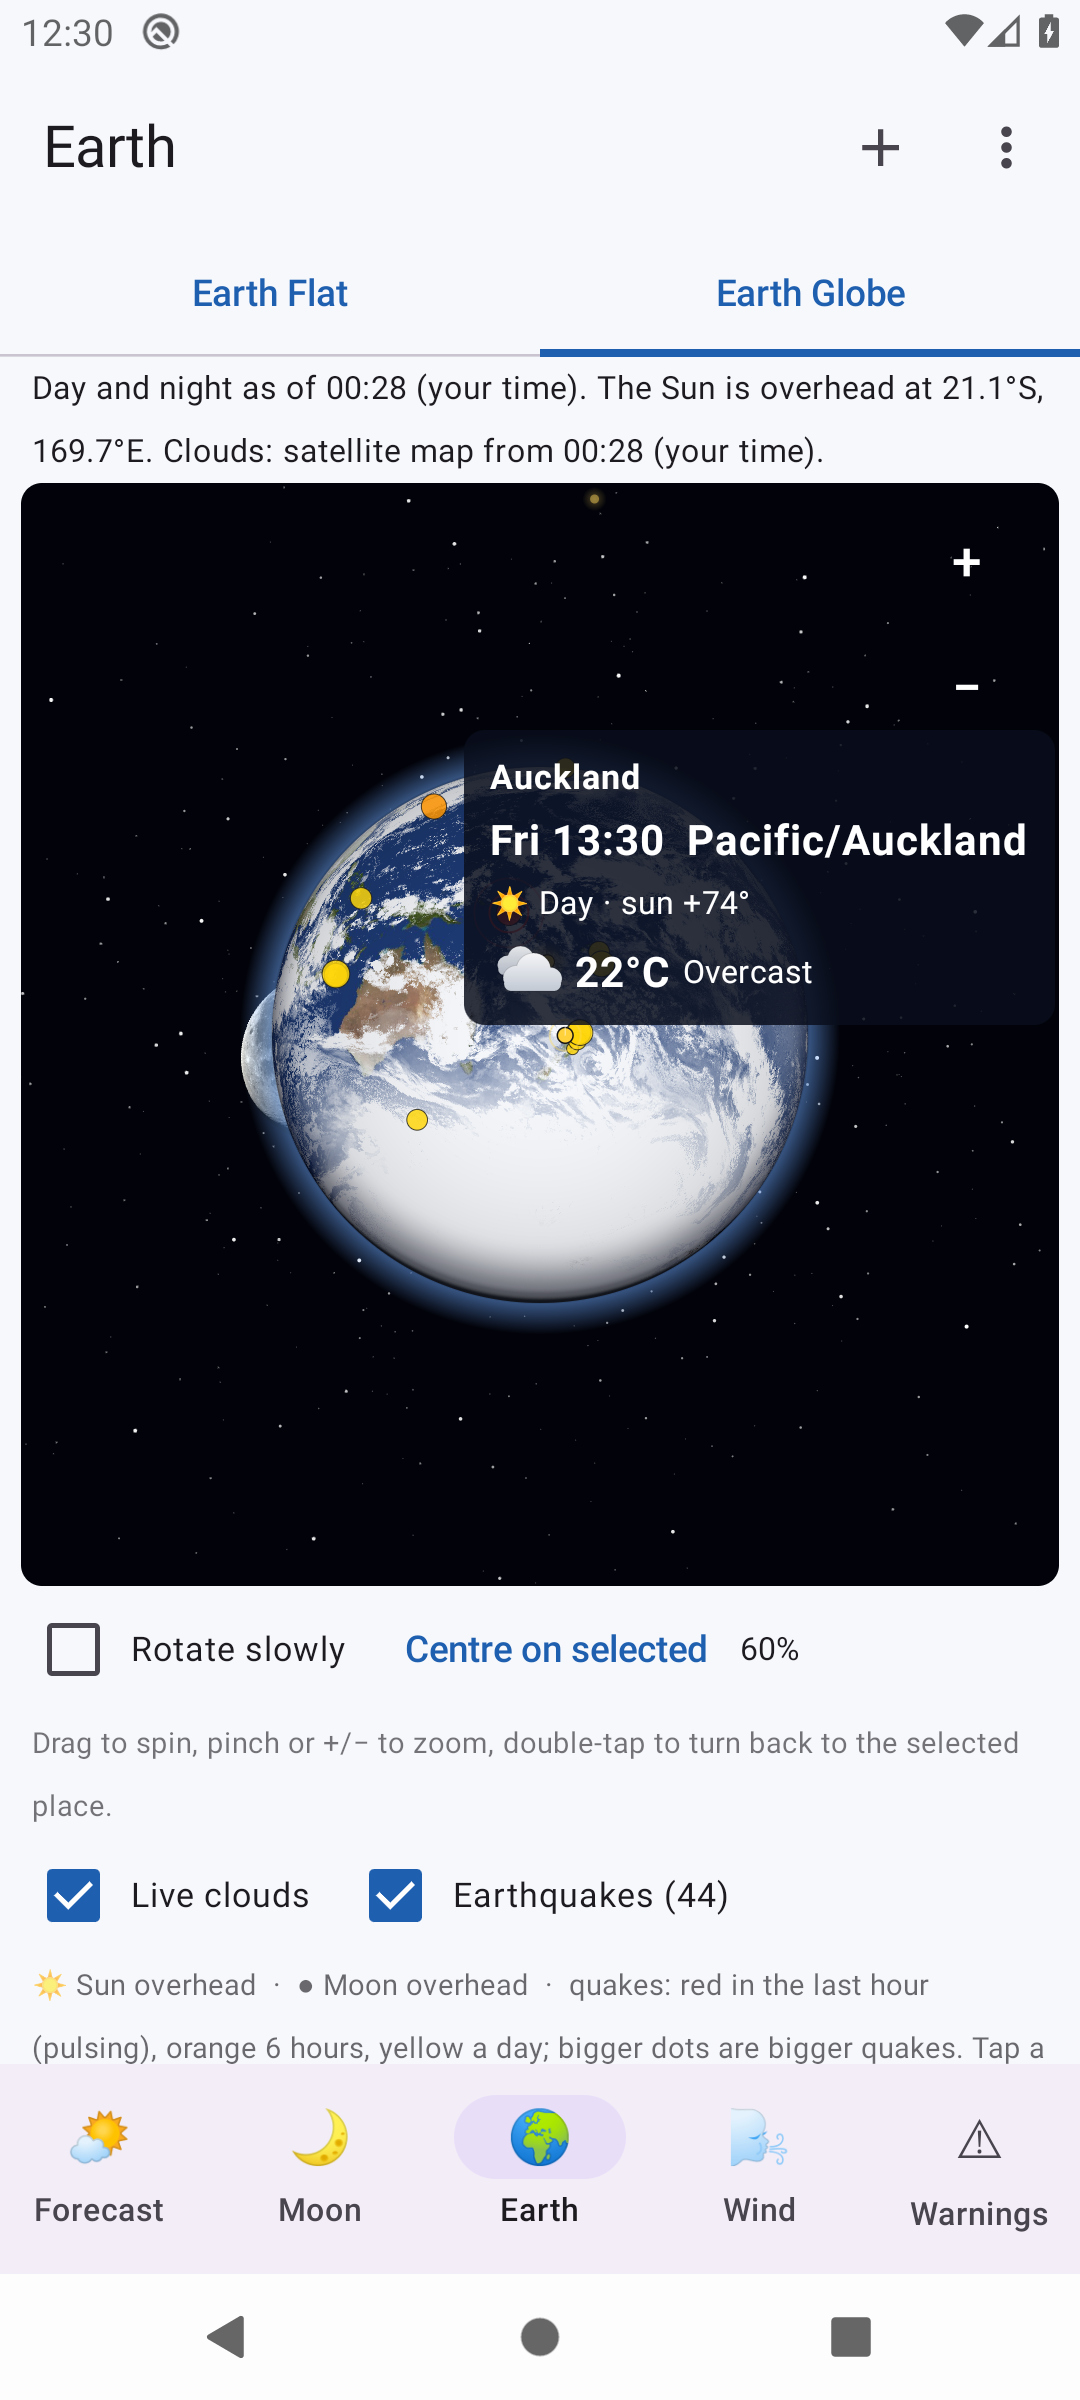 12:30
Earth
Earth Flat
Earth Globe
Day and night as of 00:28 (your time). The Sun is overhead at 21.1°S,
169.7°E. Clouds: satellite map from 00:28 (your time).
+
−
Auckland
Fri 13:30 Pacific/Auckland
Day · sun +74°
22°C Overcast
Rotate slowly
Centre on selected
60%
Drag to spin, pinch or +/− to zoom, double-tap to turn back to the selected
place.
Live clouds
Earthquakes (44)
☀️ Sun overhead · ● Moon overhead · quakes: red in the last hour
(pulsing), orange 6 hours, yellow a day; bigger dots are bigger quakes. Tap a
Forecast
Moon
Earth
Wind
Warnings